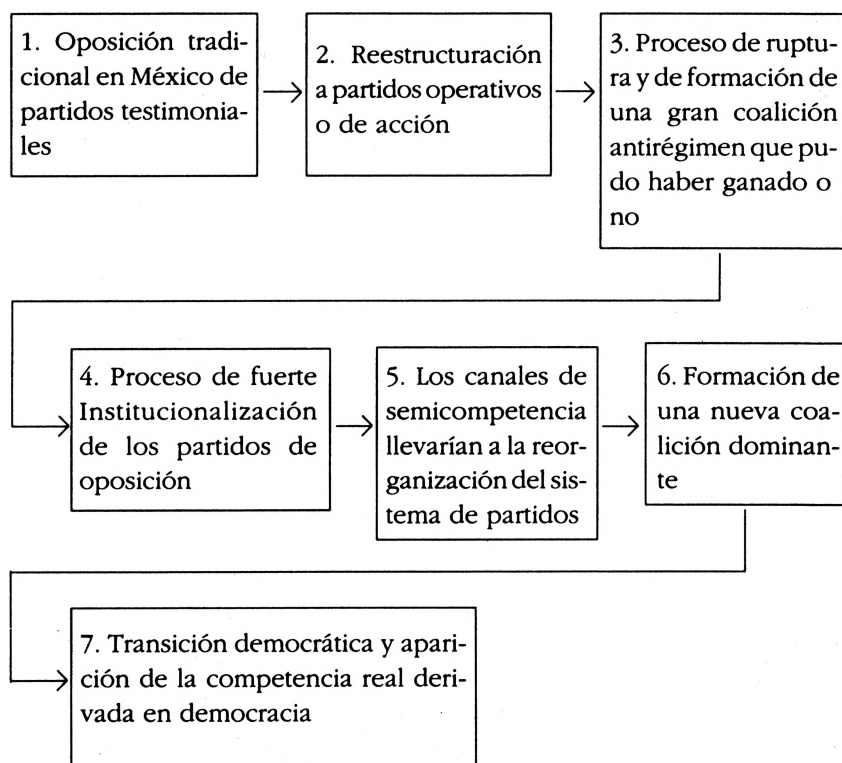 1. Oposición tradi-
cional en México de
partidos testimonia-
les
2. Reestructuración
a partidos operativos
o de acción
3. Proceso de ruptu-
ra y de formación de
una gran coalición
antirégimen que pu-
do haber ganado o
no
4. Proceso de fuerte
Institucionalización
de los partidos de
oposición
5. Los canales de
semicompetencia
llevarían a la reor-
ganización del sis-
tema de partidos
6. Formación de
una nueva coa-
lición dominan-
te
7. Transición democrática y apari-
ción de la competencia real deri-
vada en democracia